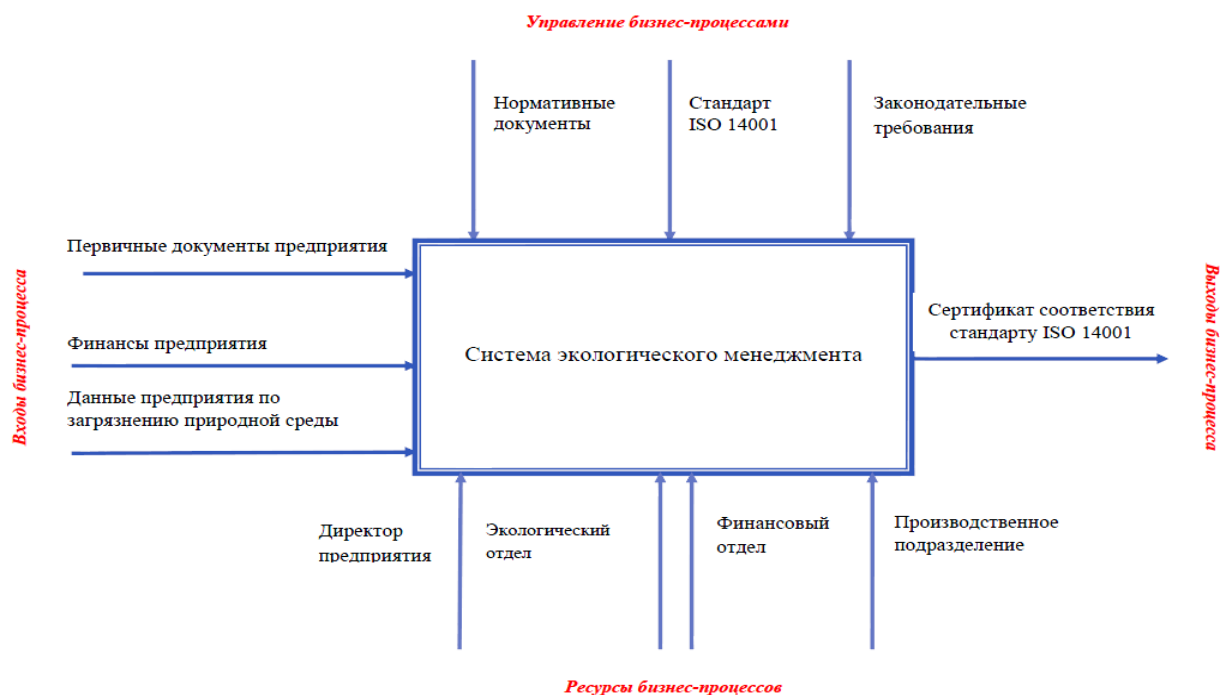 Управление бизнес-процессами
Нормативные
документы
Стандарт
ISO 14001
Законодательные
требования
Входы бизнес-процесса
Первичные документы предприятия
Финансы предприятия
Данные предприятия по
загрязнению природной среды
Система экологического менеджмента
Сертификат соответствия
стандарту ISO 14001
Выходы бизнес-процесса
Директор
предприятия
Экологический
отдел
Финансовый
отдел
Производственное
подразделение
Ресурсы бизнес-процессов